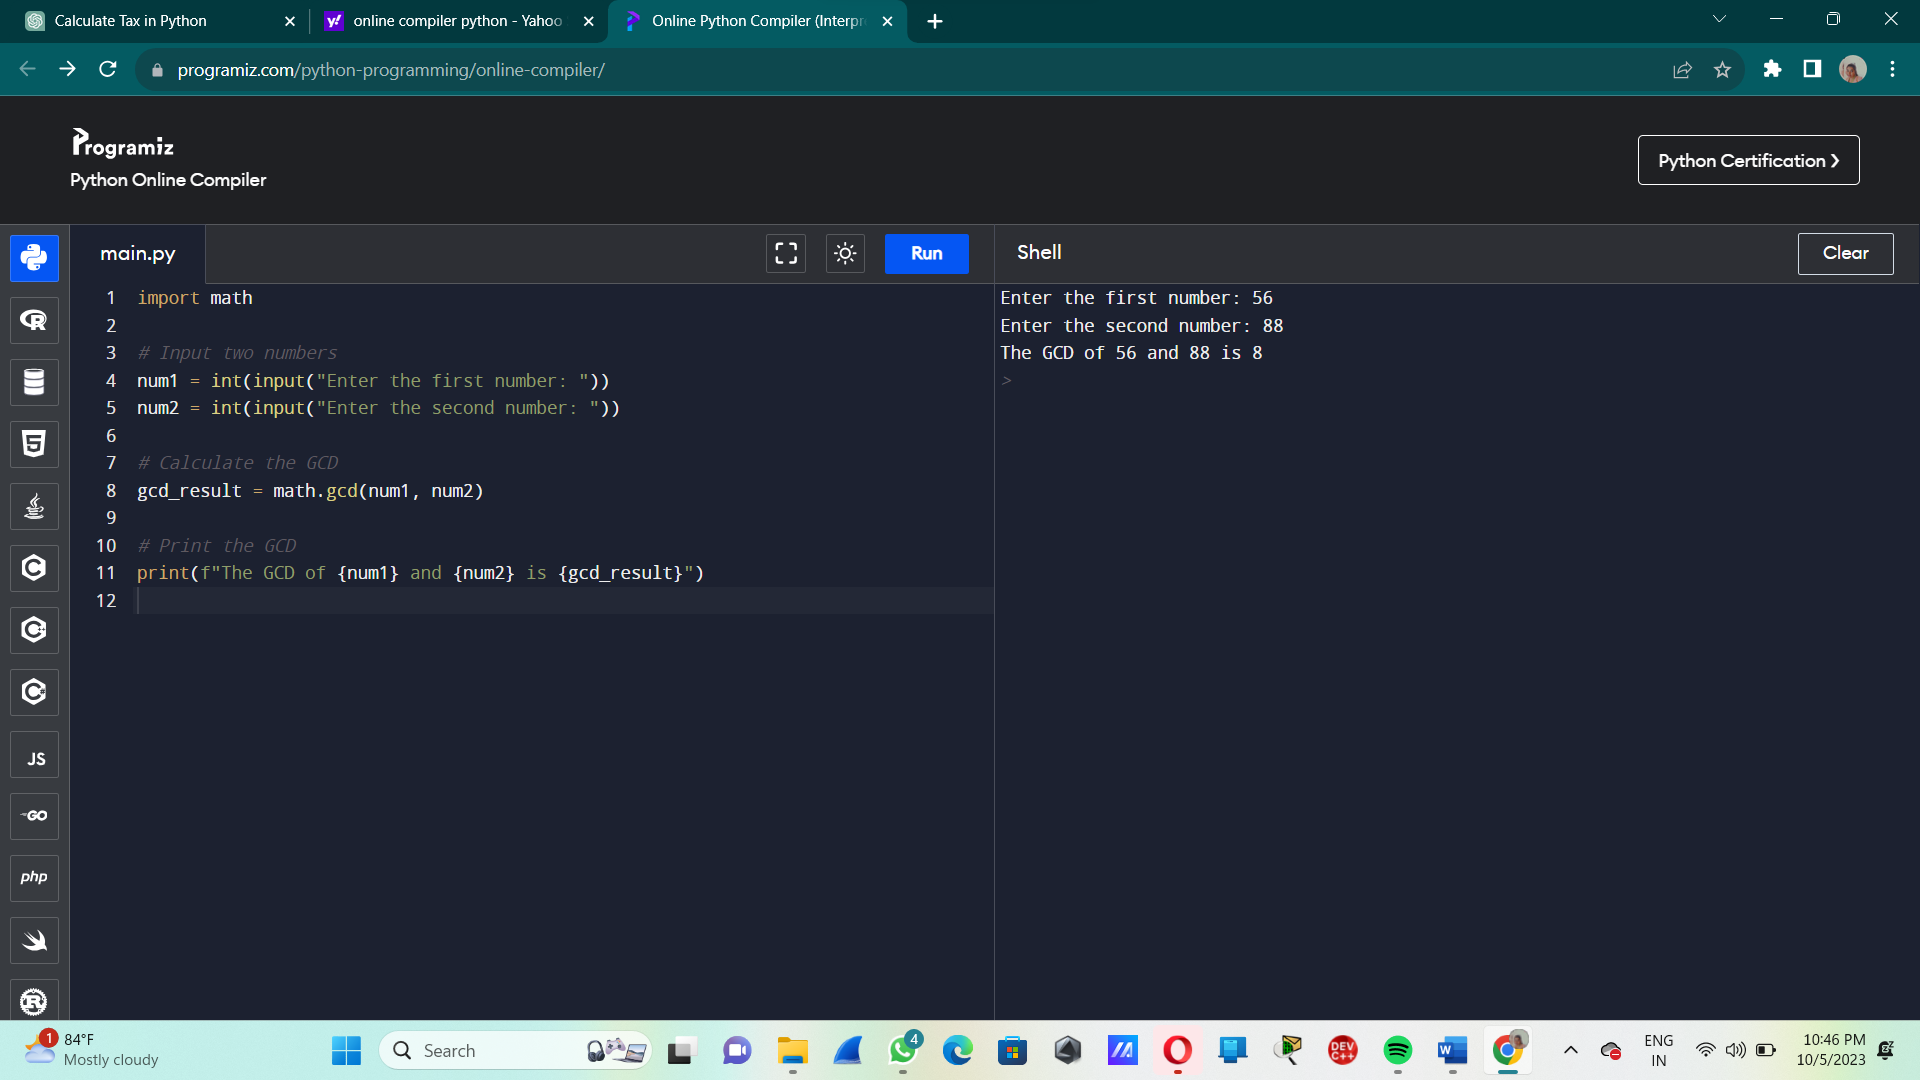 Calculate Tax in Python
online compiler python - Yahoo
Online Python Compiler (Interpr
programiz.com/python-programming/online-compiler/
Programiz
Python Online Compiler
Python Certification
main.py
Run
Shell
Clear
1 import math
2
3 # Input two numbers
4 num1 = int(input("Enter the first number: "))
5 num2 = int(input("Enter the second number: "))
6
7 # Calculate the GCD
8 gcd_result = math.gcd(num1, num2)
9
10 # Print the GCD
11 print(f"The GCD of {num1} and {num2} is {gcd_result}")
12
Enter the first number: 56
Enter the second number: 88
The GCD of 56 and 88 is 8
>
JS
GO
php
1
84°F
Mostly cloudy
Search
4
DEV
C++
W
ENG
IN
10:46 PM
10/5/2023